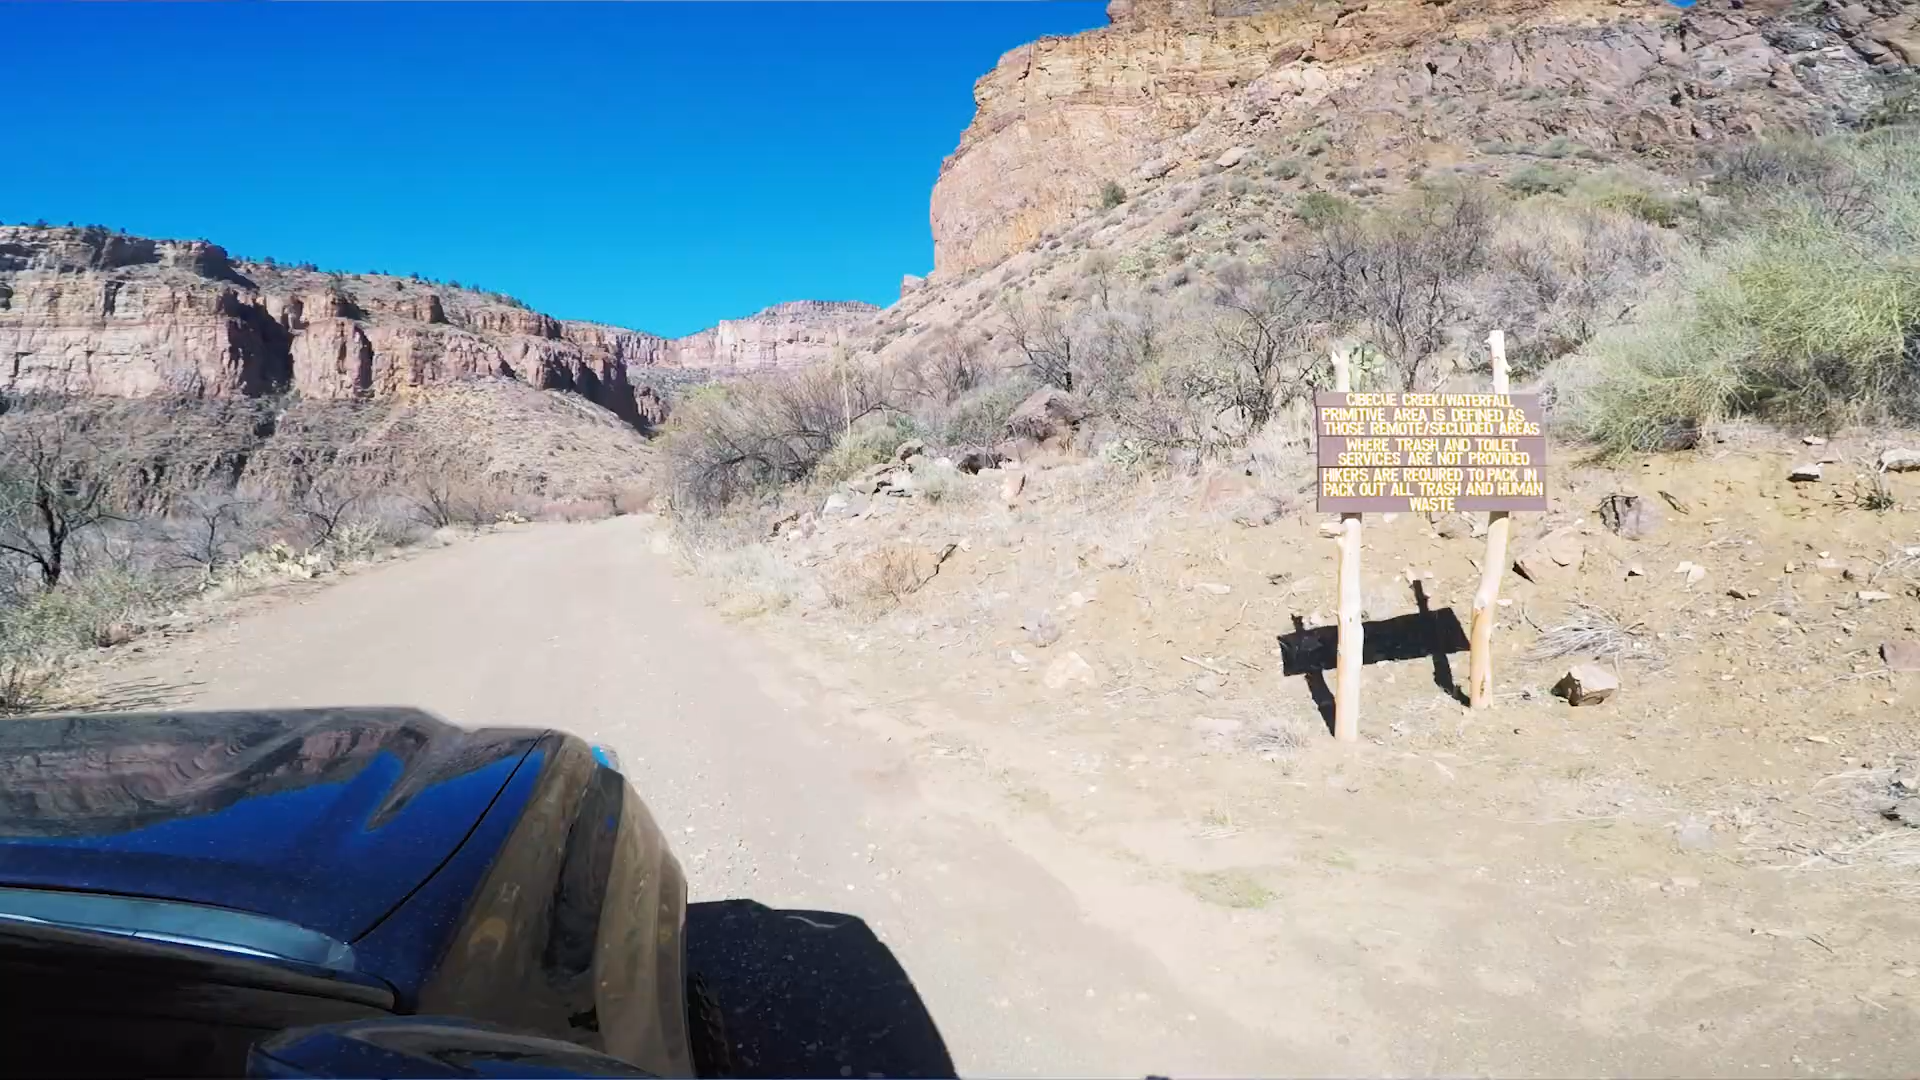 CIBECUE CREEK/WATERFALL
PRIMITIVE AREA IS DEFINED AS
THOSE REMOTE/SECLUDED AREAS
WHERE TRASH AND TOILET
SERVICES ARE NOT PROVIDED
HIKERS ARE REQUIRED TO PACK IN
PACK OUT ALL TRASH AND HUMAN
WASTE